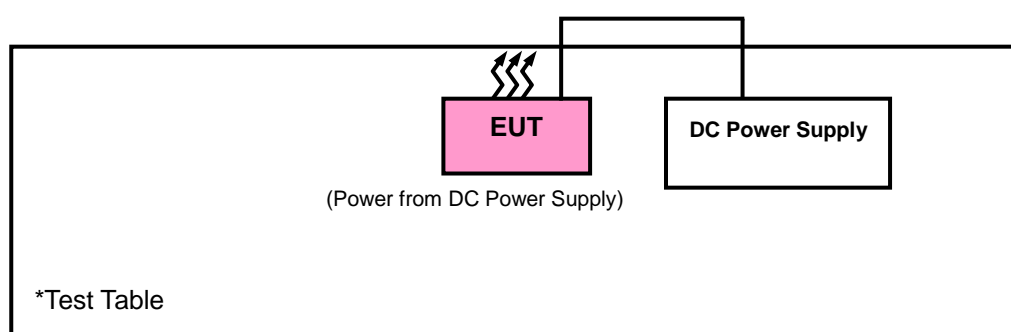 EUT
DC Power Supply
(Power from DC Power Supply)
*Test Table